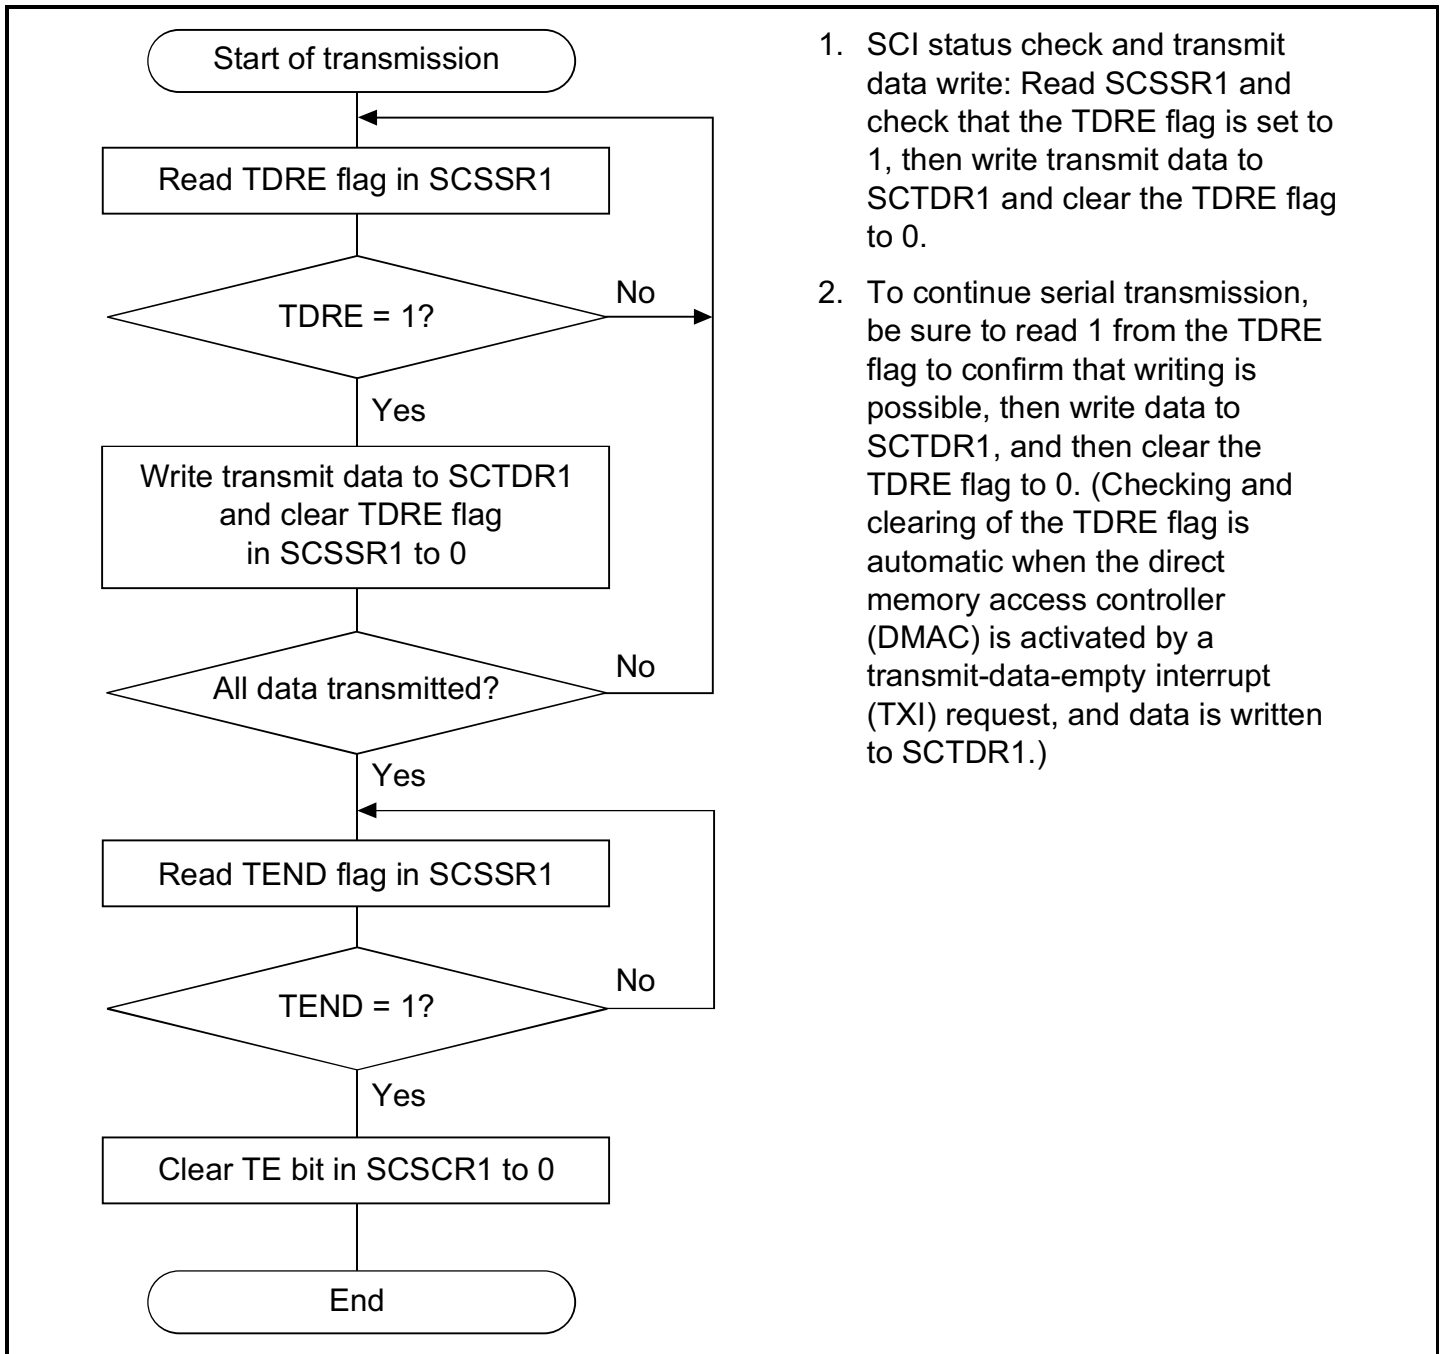 Start of transmission
Read TDRE flag in SCSSR1
TDRE = 1?
No
Yes
Write transmit data to SCTDR1
and clear TDRE flag
in SCSSR1 to 0
All data transmitted?
No
Yes
Read TEND flag in SCSSR1
TEND = 1?
No
Yes
Clear TE bit in SCSCR1 to 0
End
1. SCI status check and transmit
data write: Read SCSSR1 and
check that the TDRE flag is set to
1, then write transmit data to
SCTDR1 and clear the TDRE flag
to 0.
2. To continue serial transmission,
be sure to read 1 from the TDRE
flag to confirm that writing is
possible, then write data to
SCTDR1, and then clear the
TDRE flag to 0. (Checking and
clearing of the TDRE flag is
automatic when the direct
memory access controller
(DMAC) is activated by a
transmit-data-empty interrupt
(TXI) request, and data is written
to SCTDR1.)